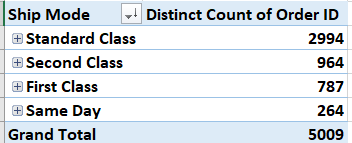 Ship Mode Distinct Count of Order ID
Standard Class 2994
Second Class 964
First Class 787
Same Day 264
Grand Total 5009